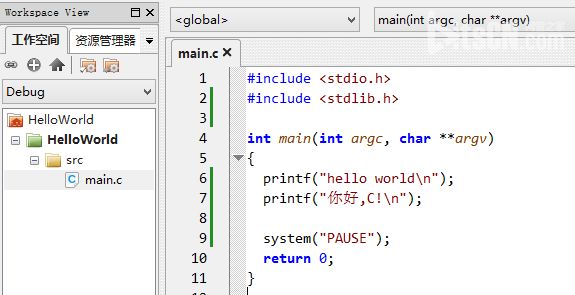 Workspace View
工作空间 资源管理器
Debug
HelloWorld
HelloWorld
src
main.c
<global> main(int argc, char **argv)
main.c
1 #include <stdio.h>
2 #include <stdlib.h>
3
4 int main(int argc, char **argv)
5 {
6 printf("hello world\n");
7 printf("你好,C!\n");
8
9 system("PAUSE");
10 return 0;
11 }